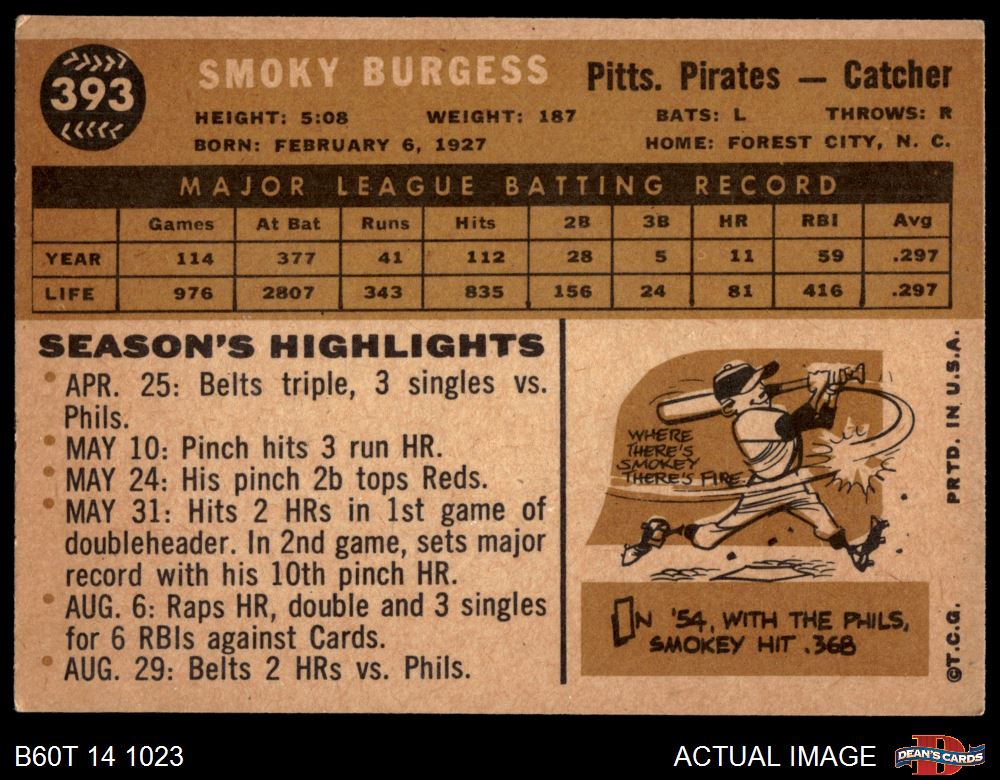 393
SMOKY BURGESS
Pitts. Pirates — Catcher
HEIGHT: 5:08 WEIGHT: 187 BATS: L THROWS: R
BORN: FEBRUARY 6, 1927 HOME: FOREST CITY, N. C.
MAJOR LEAGUE BATTING RECORD
Games At Bat Runs Hits 2B 3B HR RBI Avg
YEAR 114 377 41 112 28 5 11 59 .297
LIFE 976 2807 343 835 156 24 81 416 .297
SEASON'S HIGHLIGHTS
• APR. 25: Belts triple, 3 singles vs.
Phils.
• MAY 10: Pinch hits 3 run HR.
• MAY 24: His pinch 2b tops Reds.
• MAY 31: Hits 2 HRs in 1st game of
doubleheader. In 2nd game, sets major
record with his 10th pinch HR.
• AUG. 6: Raps HR, double and 3 singles
for 6 RBIs against Cards.
• AUG. 29: Belts 2 HRs vs. Phils.
WHERE
THERE'S
SMOKEY
THERE'S FIRE
IN '54, WITH THE PHILS,
SMOKEY HIT .368
©T.C.G. PRTD. IN U.S.A.
B60T 14 1023
ACTUAL IMAGE
D
DEAN'S CARDS